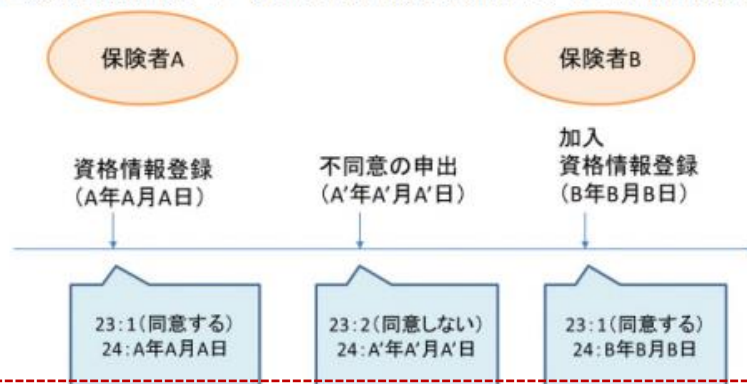 保険者A
保険者B
資格情報登録
(A年A月A日)
不同意の申出
(A’年A’月A’日)
加入
資格情報登録
(B年B月B日)
23:1(同意する)
24:A年A月A日
23:2(同意しない)
24:A’年A’月A’日
23:1(同意する)
24:B年B月B日